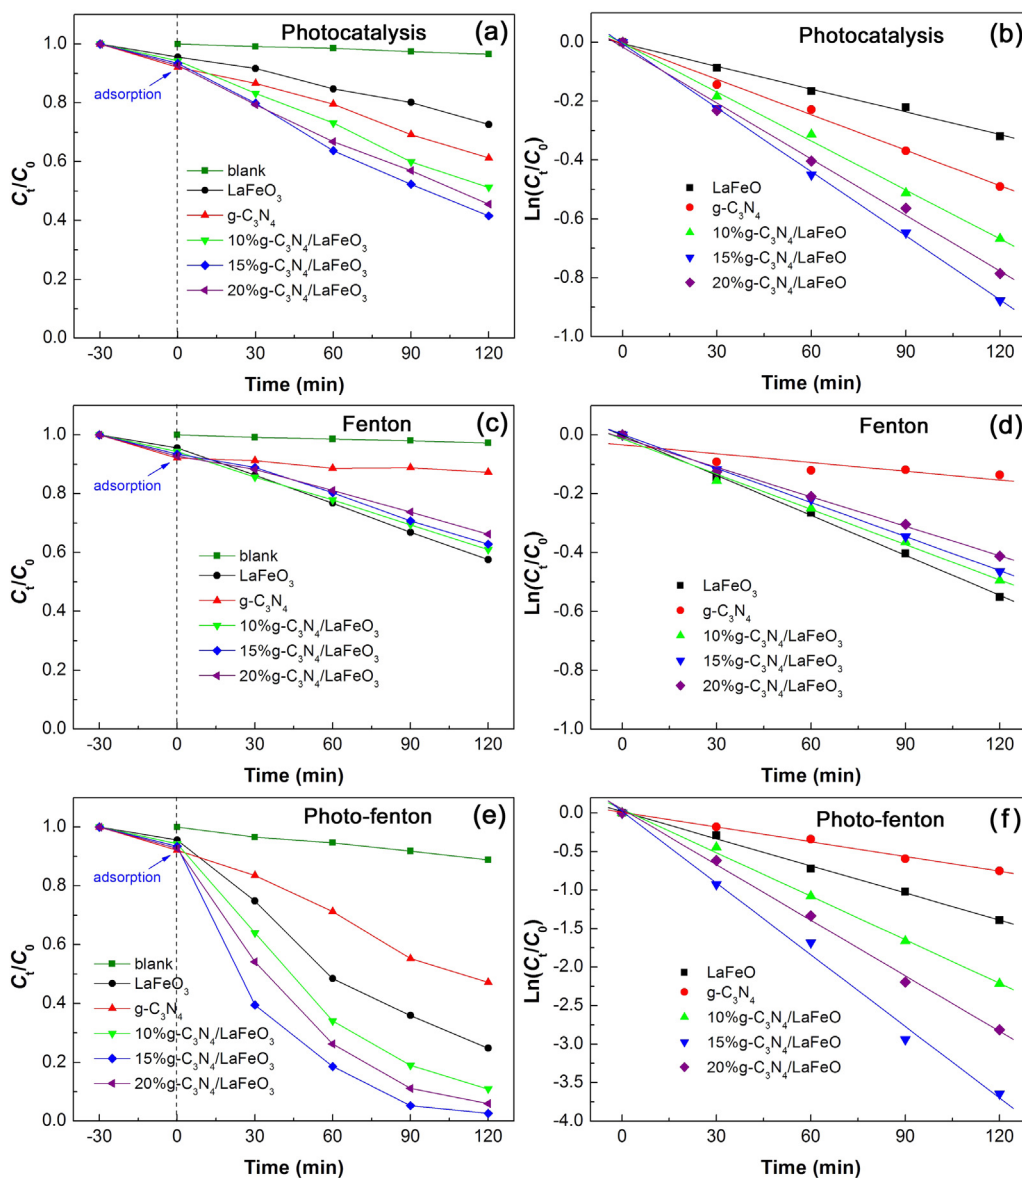 (a)
Photocatalysis
1.0
0.8
0.6
0.4
0.2
0.0
Cₜ/C₀
adsorption
blank
LaFeO₃
g-C₃N₄
10%g-C₃N₄/LaFeO₃
15%g-C₃N₄/LaFeO₃
20%g-C₃N₄/LaFeO₃
-30 0 30 60 90 120
Time (min)
(b)
Photocatalysis
0.0
-0.2
-0.4
-0.6
-0.8
-1.0
Ln(Cₜ/C₀)
LaFeO
g-C₃N₄
10%g-C₃N₄/LaFeO
15%g-C₃N₄/LaFeO
20%g-C₃N₄/LaFeO
0 30 60 90 120
Time (min)
(c)
Fenton
1.0
0.8
0.6
0.4
0.2
0.0
Cₜ/C₀
adsorption
blank
LaFeO₃
g-C₃N₄
10%g-C₃N₄/LaFeO₃
15%g-C₃N₄/LaFeO₃
20%g-C₃N₄/LaFeO₃
-30 0 30 60 90 120
Time (min)
(d)
Fenton
0.0
-0.2
-0.4
-0.6
-0.8
-1.0
Ln(Cₜ/C₀)
LaFeO₃
g-C₃N₄
10%g-C₃N₄/LaFeO₃
15%g-C₃N₄/LaFeO₃
20%g-C₃N₄/LaFeO₃
0 30 60 90 120
Time (min)
(e)
Photo-fenton
1.0
0.8
0.6
0.4
0.2
0.0
Cₜ/C₀
adsorption
blank
LaFeO₃
g-C₃N₄
10%g-C₃N₄/LaFeO₃
15%g-C₃N₄/LaFeO₃
20%g-C₃N₄/LaFeO₃
-30 0 30 60 90 120
Time (min)
(f)
Photo-fenton
0.0
-0.5
-1.0
-1.5
-2.0
-2.5
-3.0
-3.5
-4.0
Ln(Cₜ/C₀)
LaFeO
g-C₃N₄
10%g-C₃N₄/LaFeO
15%g-C₃N₄/LaFeO
20%g-C₃N₄/LaFeO
0 30 60 90 120
Time (min)